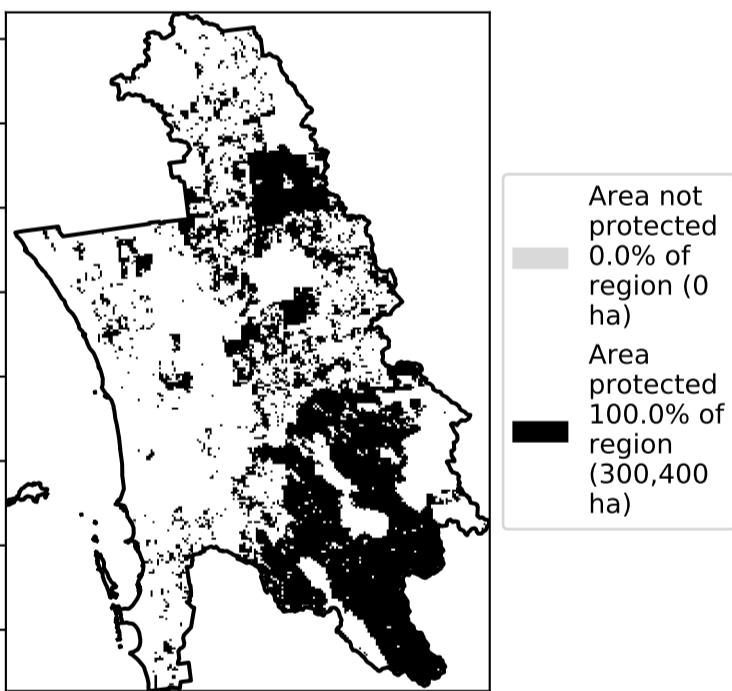 Area not
protected
0.0% of
region (0
ha)
Area
protected
100.0% of
region
(300,400
ha)